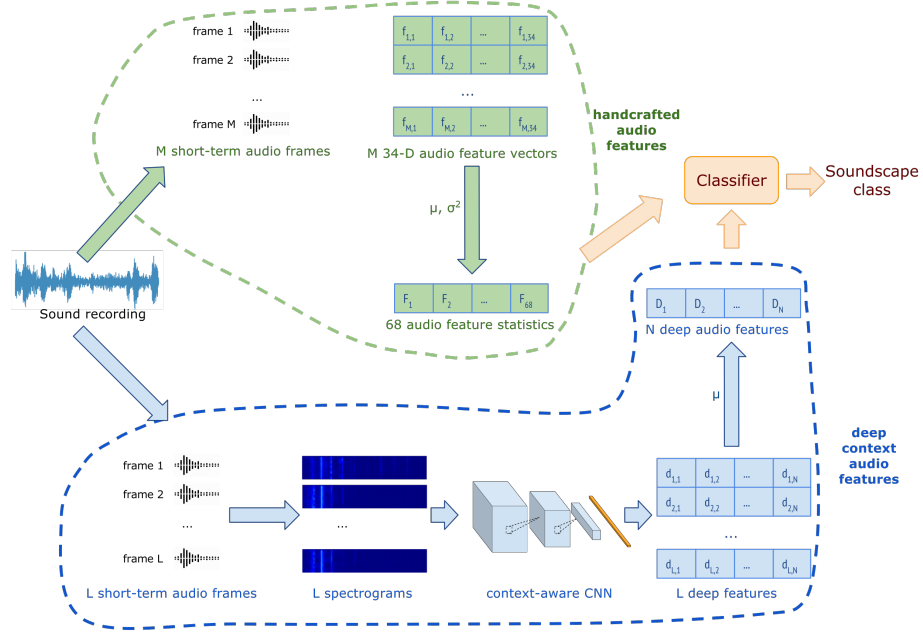 frame 1
frame 2
...
frame M
M short-term audio frames
f1,1 f1,2 ... f1,34
f2,1 f2,2 ... f2,34
...
fM,1 fM,2 ... fM,34
M 34-D audio feature vectors
μ, σ²
F1 F2 ... F68
68 audio feature statistics
handcrafted
audio
features
Classifier
Soundscape
class
Sound recording
D1 D2 ... DN
N deep audio features
μ
deep
context
audio
features
frame 1
frame 2
...
frame L
L short-term audio frames
...
L spectrograms
context-aware CNN
d1,1 d1,2 ... d1,N
d2,1 d2,2 ... d2,N
...
dL,1 dL,2 ... dL,N
L deep features